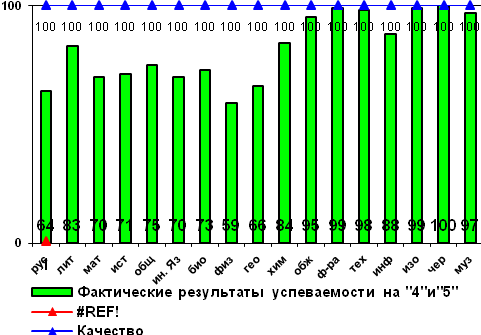 100
100 100 100 100 100 100 100 100 100 100 100 100 100 100 100 100 100
64 83 70 71 75 70 73 59 66 84 95 99 98 88 99 100 97
0
1
рус лит мат ист общ ин. Яз био физ гео хим обж ф-ра тех инф изо чер муз
Фактические результаты успеваемости на "4"и"5"
#REF!
Качество